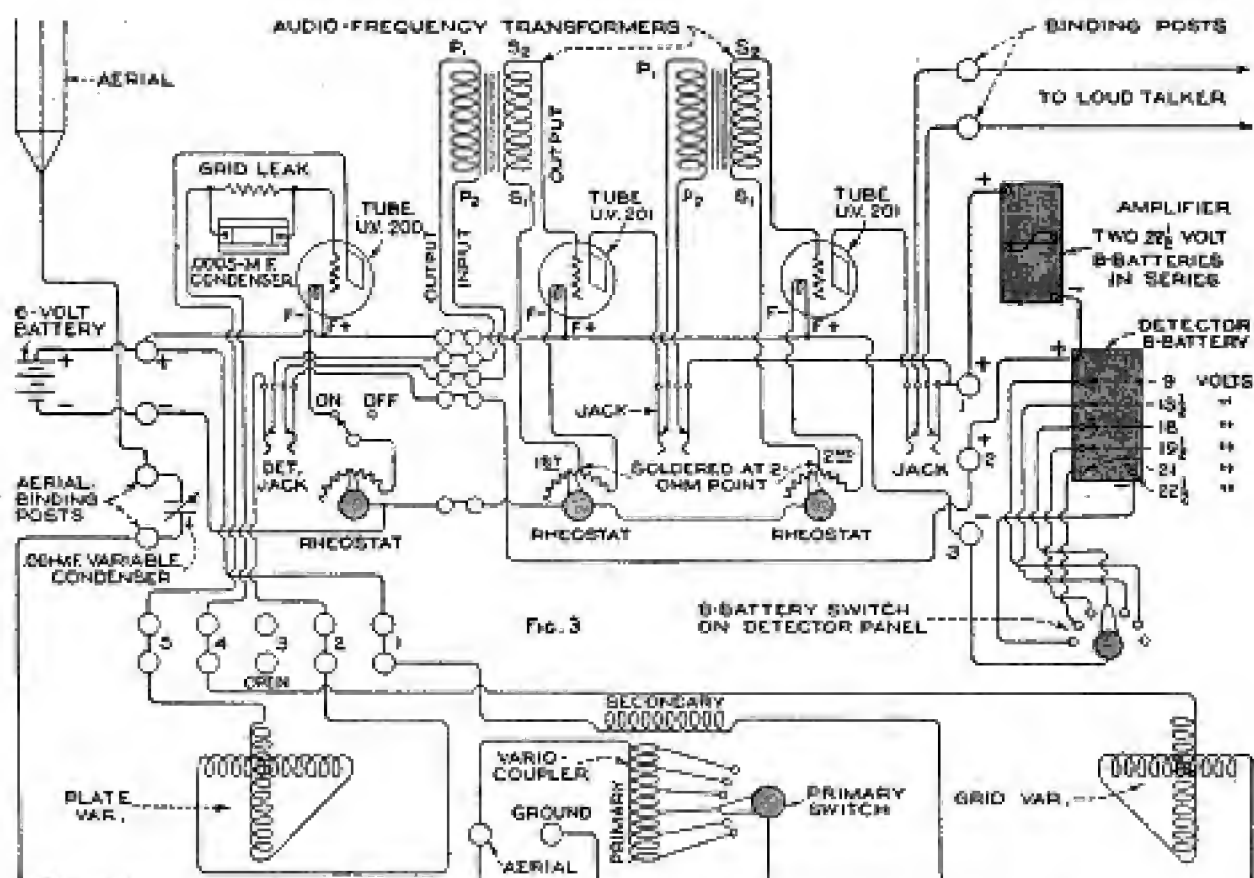 AUDIO-FREQUENCY TRANSFORMERS
BINDING POSTS
P1
S2
P1
S2
AERIAL
TO LOUD TALKER
OUTPUT
GRID LEAK
P2
S1
P2
S1
TUBE
U.V. 200
TUBE
U.V. 201
TUBE
U.V. 201
+
AMPLIFIER
TWO 22½ VOLT
B-BATTERIES
IN SERIES
-
.0005-M.F.
CONDENSER
OUTPUT
INPUT
F-
F+
F-
F+
F-
F+
6-VOLT
BATTERY
+
+
-
-
DETECTOR
B-BATTERY
+
9 VOLTS
13½ "
18 "
19½ "
21 "
22½ "
-
ON
OFF
JACK
1
+
+
2
-
3
DET.
JACK
1ST
SOLDERED AT 2-
OHM POINT
2ND
JACK
AERIAL-
BINDING
POSTS
RHEOSTAT
RHEOSTAT
RHEOSTAT
VARIABLE
CONDENSER
5
4
3
2
1
OPEN
FIG. 3
B-BATTERY SWITCH
ON DETECTOR PANEL
SECONDARY
VARIO-
COUPLER
PRIMARY
PRIMARY
SWITCH
PLATE
VAR.
GROUND
AERIAL
GRID VAR.